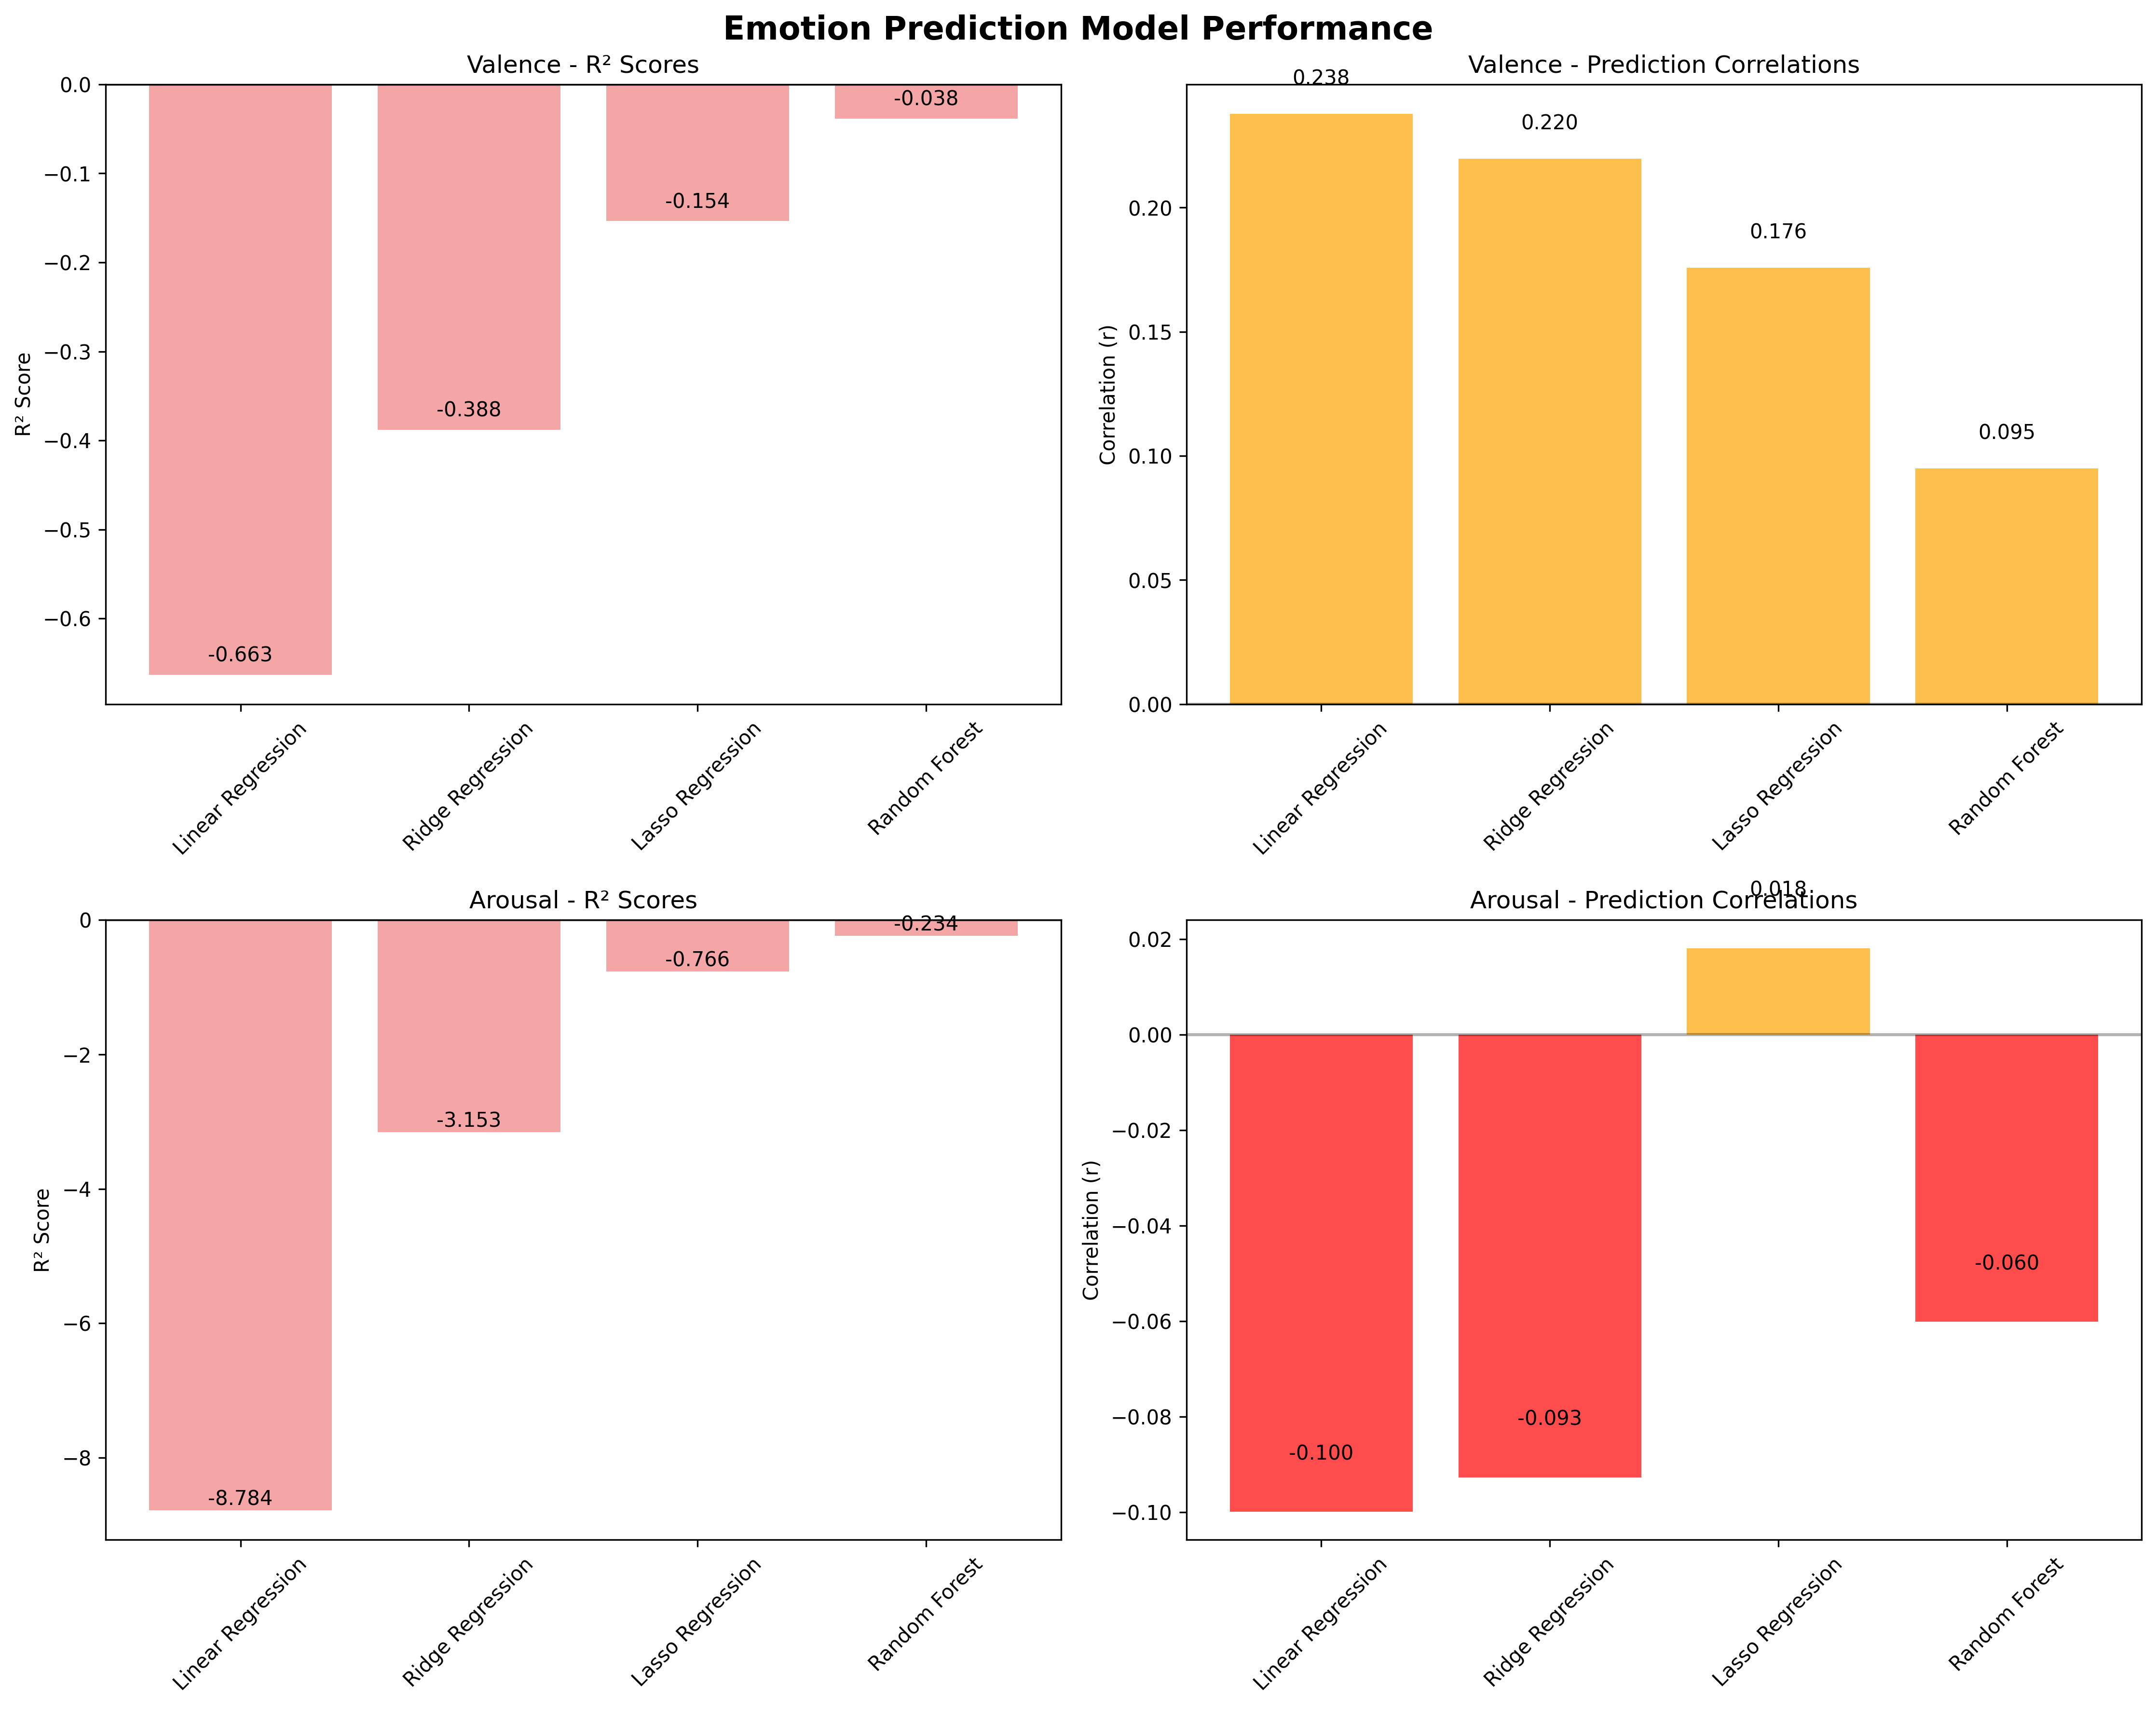 Emotion Prediction Model Performance
Valence - R² Scores
R² Score
0.0
−0.1
−0.2
−0.3
−0.4
−0.5
−0.6
-0.663
-0.388
-0.154
-0.038
Linear Regression
Ridge Regression
Lasso Regression
Random Forest
Valence - Prediction Correlations
Correlation (r)
0.20
0.15
0.10
0.05
0.00
0.238
0.220
0.176
0.095
Linear Regression
Ridge Regression
Lasso Regression
Random Forest
Arousal - R² Scores
R² Score
0
−2
−4
−6
−8
-8.784
-3.153
-0.766
-0.234
Linear Regression
Ridge Regression
Lasso Regression
Random Forest
Arousal - Prediction Correlations
Correlation (r)
0.02
0.00
−0.02
−0.04
−0.06
−0.08
−0.10
-0.100
-0.093
0.018
-0.060
Linear Regression
Ridge Regression
Lasso Regression
Random Forest